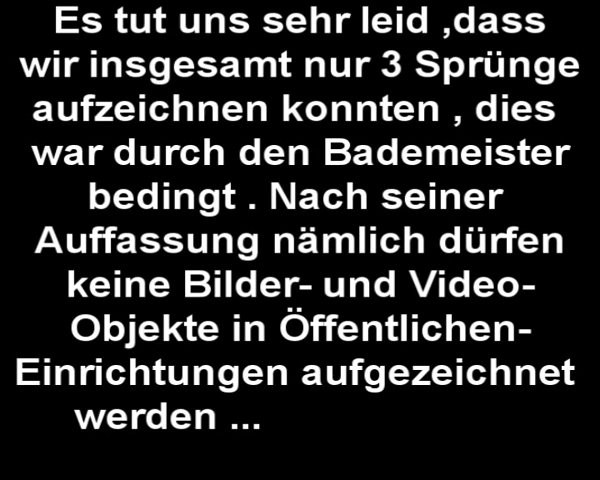 Es tut uns sehr leid ,dass
wir insgesamt nur 3 Sprünge
aufzeichnen konnten , dies
war durch den Bademeister
bedingt . Nach seiner
Auffassung nämlich dürfen
keine Bilder- und Video-
Objekte in Öffentlichen-
Einrichtungen aufgezeichnet
werden ...